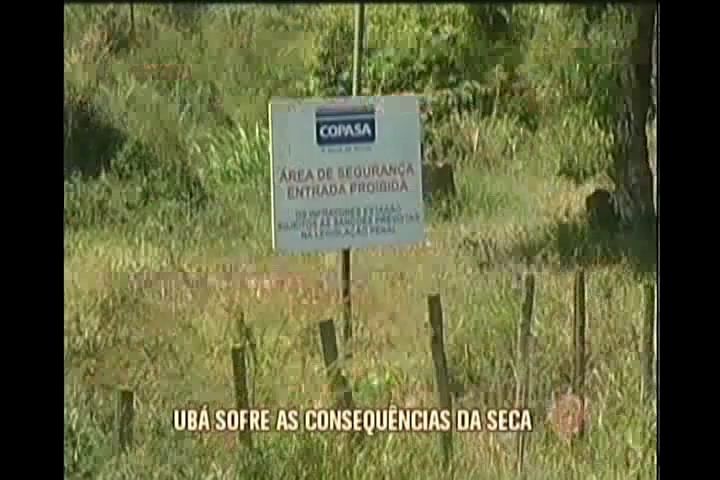 COPASA
ÁREA DE SEGURANÇA
ENTRADA PROIBIDA
OS INFRATORES ESTARÃO
SUJEITOS ÀS SANÇÕES PREVISTAS
NA LEGISLAÇÃO PENAL
UBÁ SOFRE AS CONSEQUÊNCIAS DA SECA